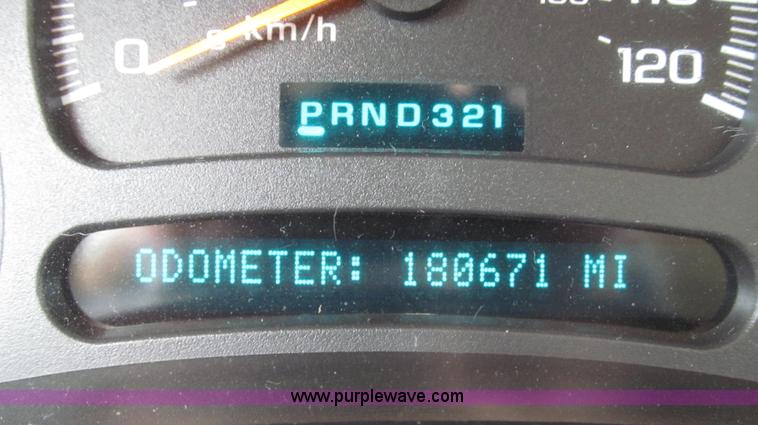 0 km/h
120
PRND321
ODOMETER: 180671 MI
www.purplewave.com